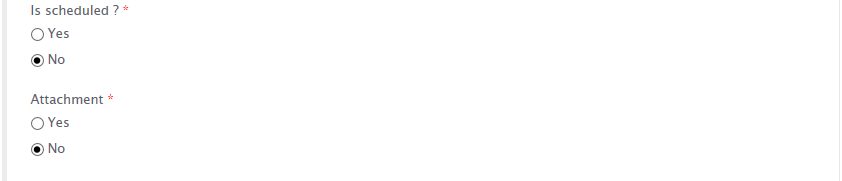 Is scheduled ? *
Yes
No
Attachment *
Yes
No